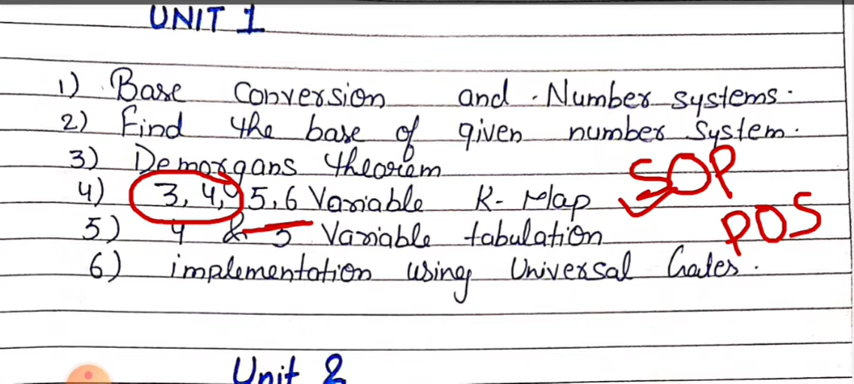 UNIT 1
1) Base Conversion and Number systems.
2) Find the base of given number System.
3) Demorgans theorem
4) 3, 4, 5, 6 Variable K-Map SOP
5) 4 & 5 Variable tabulation POS
6) implementation using Universal Gates.
Unit 2